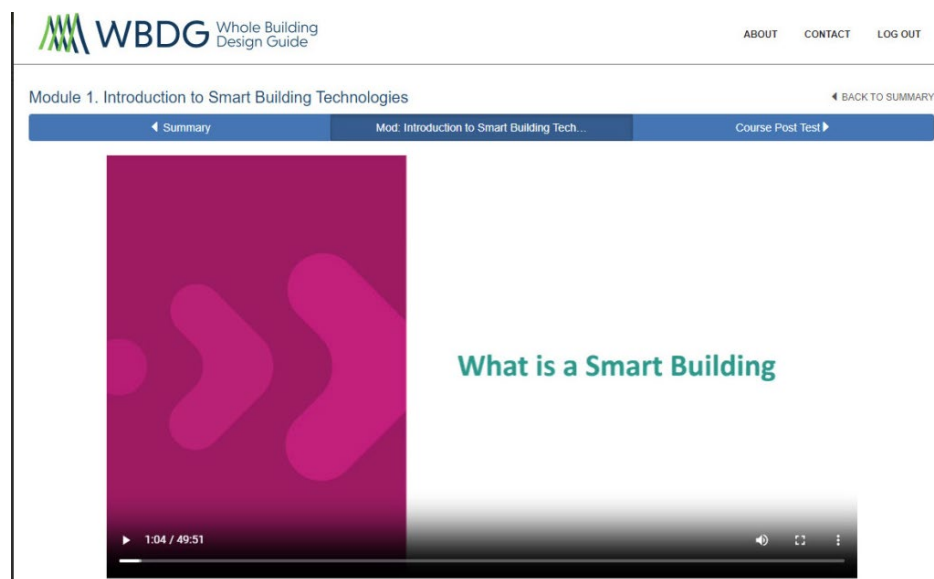 WBDG Whole Building
Design Guide
ABOUT CONTACT LOG OUT
Module 1. Introduction to Smart Building Technologies
BACK TO SUMMARY
Summary
Mod: Introduction to Smart Building Tech...
Course Post Test
What is a Smart Building
1:04 / 49:51